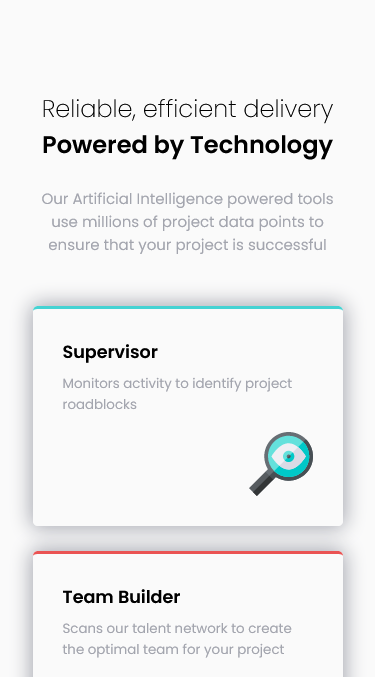 Reliable, efficient delivery
Powered by Technology
Our Artificial Intelligence powered tools
use millions of project data points to
ensure that your project is successful
Supervisor
Monitors activity to identify project
roadblocks
Team Builder
Scans our talent network to create
the optimal team for your project